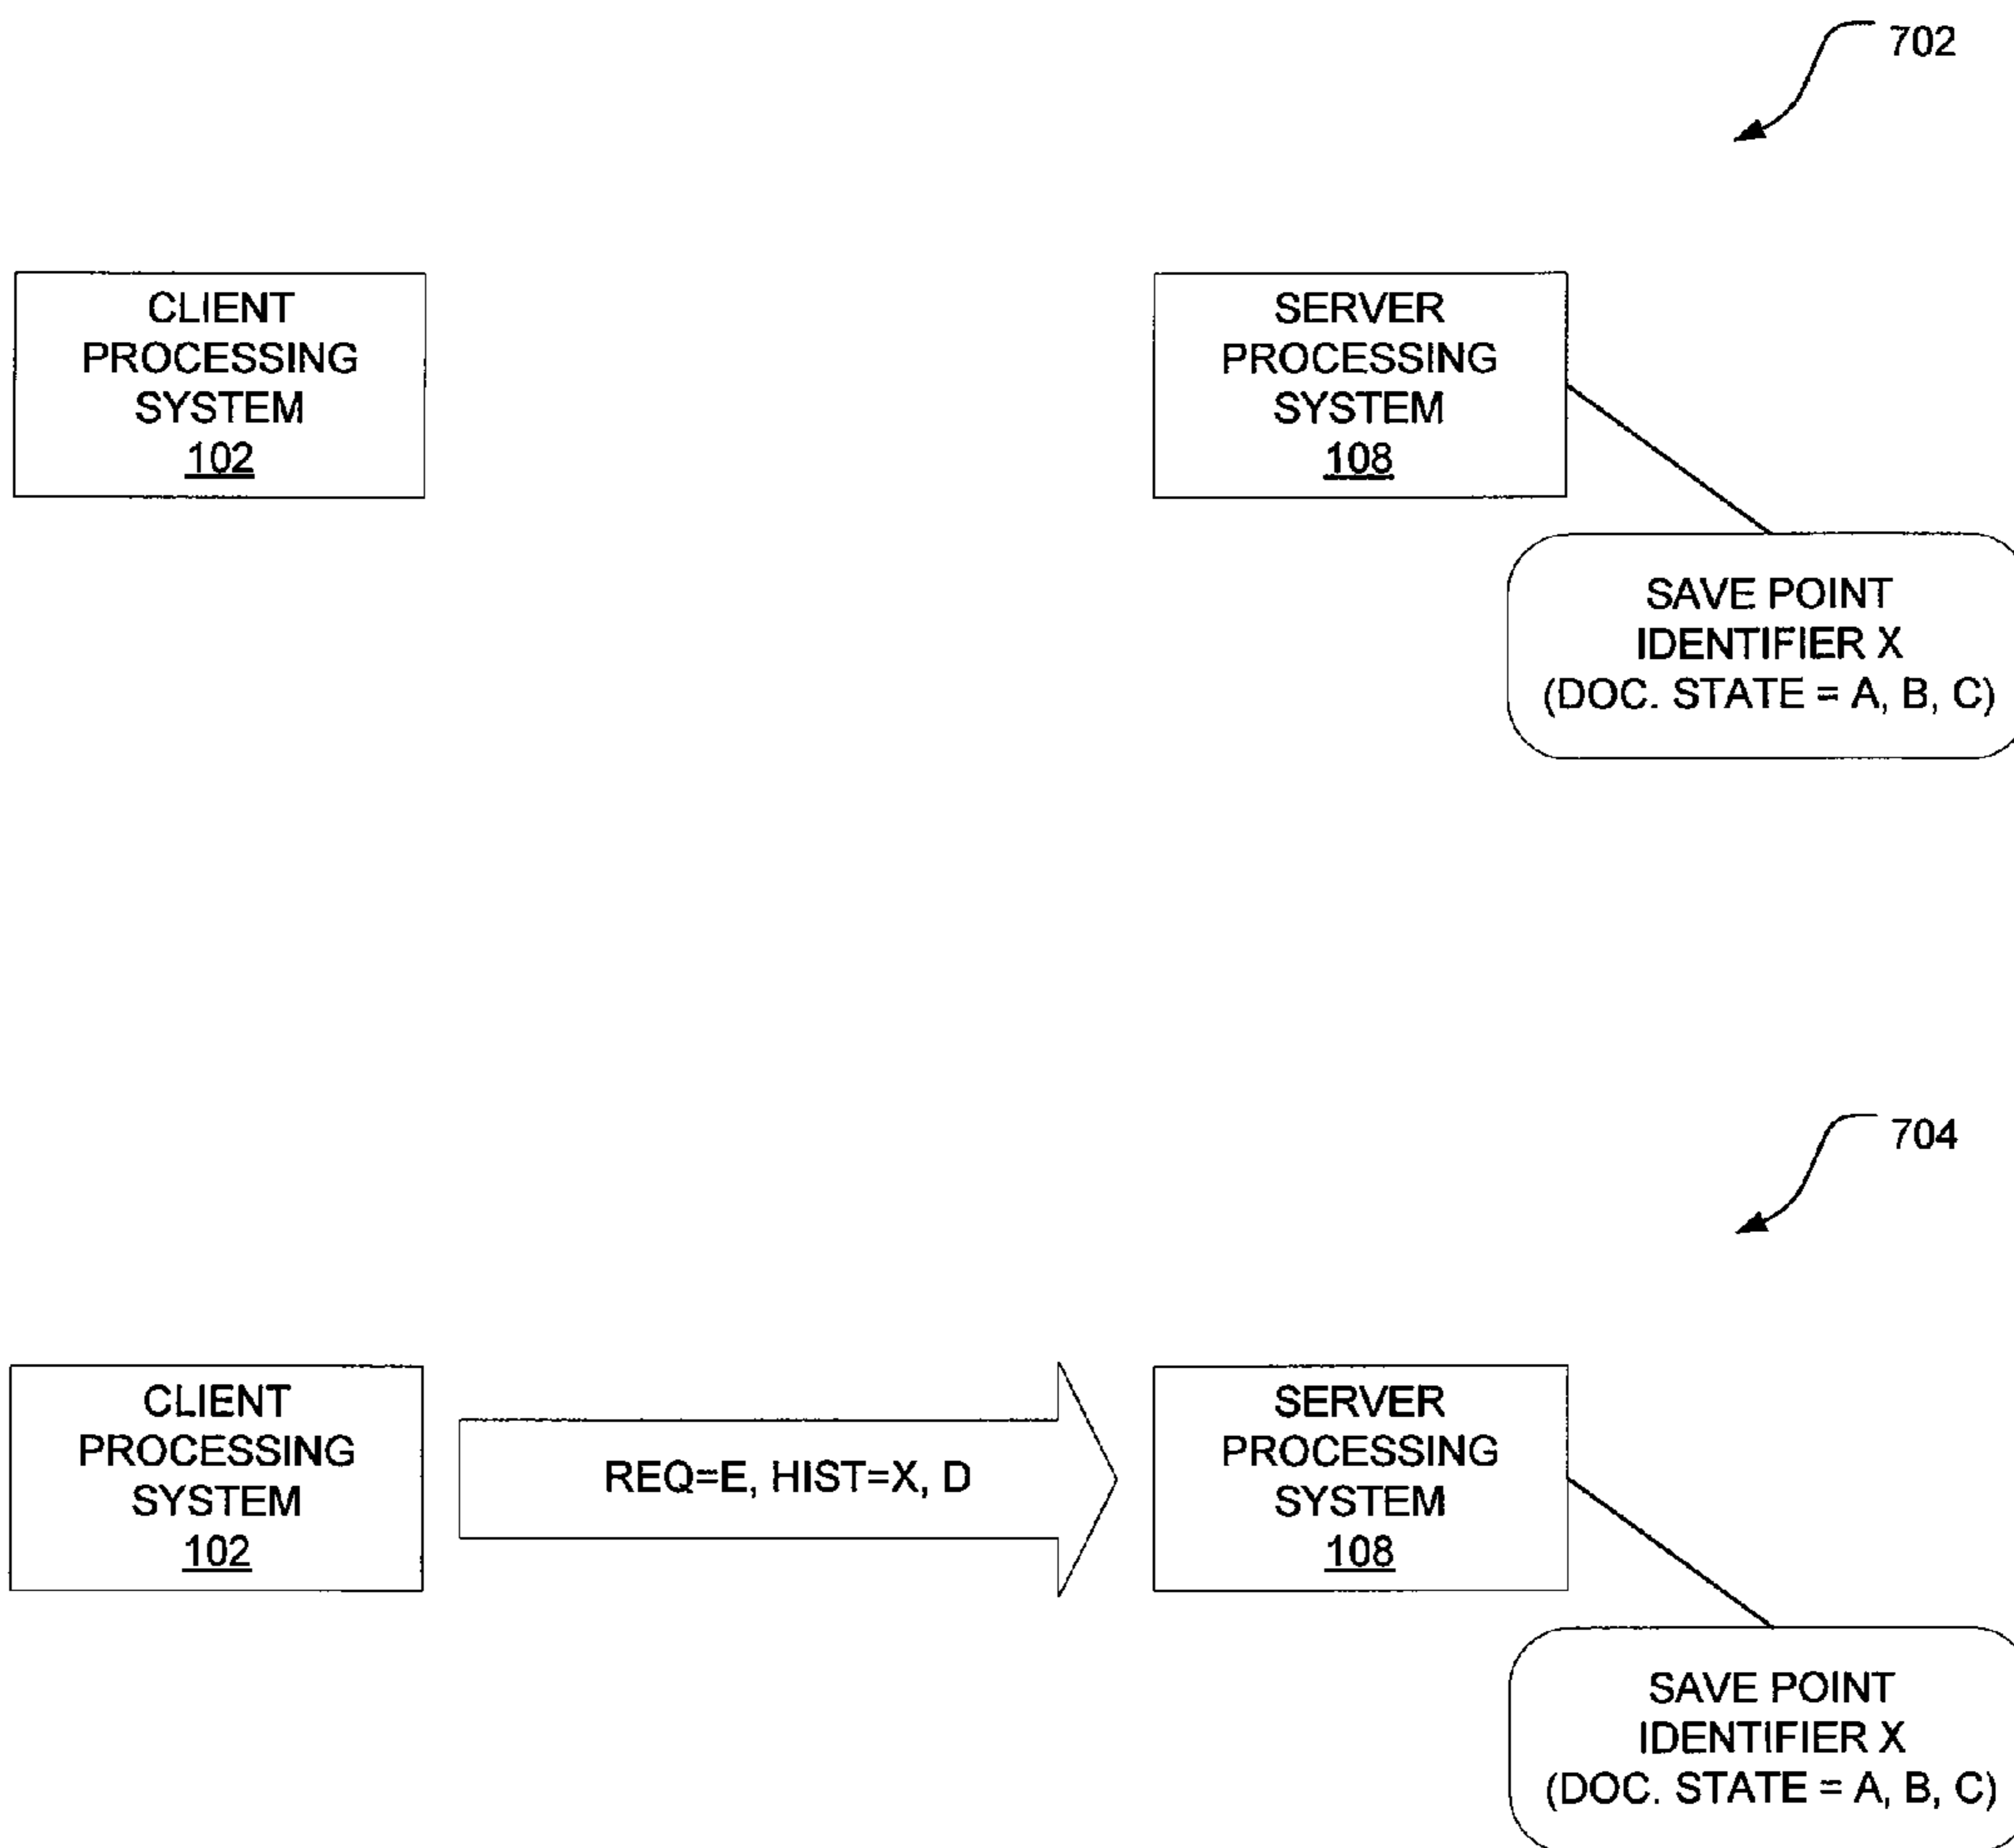 702
CLIENT
PROCESSING
SYSTEM
102
SERVER
PROCESSING
SYSTEM
108
SAVE POINT
IDENTIFIER X
(DOC. STATE = A, B, C)
704
CLIENT
PROCESSING
SYSTEM
102
REQ=E, HIST=X, D
SERVER
PROCESSING
SYSTEM
108
SAVE POINT
IDENTIFIER X
(DOC. STATE = A, B, C)